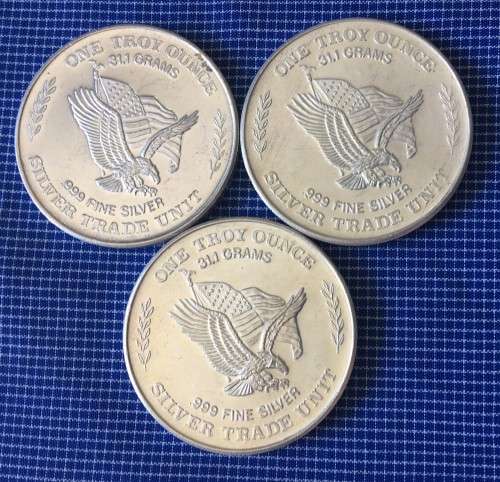 ONE TROY OUNCE
31.1 GRAMS
.999 FINE SILVER
SILVER TRADE UNIT
ONE TROY OUNCE
31.1 GRAMS
.999 FINE SILVER
SILVER TRADE UNIT
ONE TROY OUNCE
31.1 GRAMS
.999 FINE SILVER
SILVER TRADE UNIT